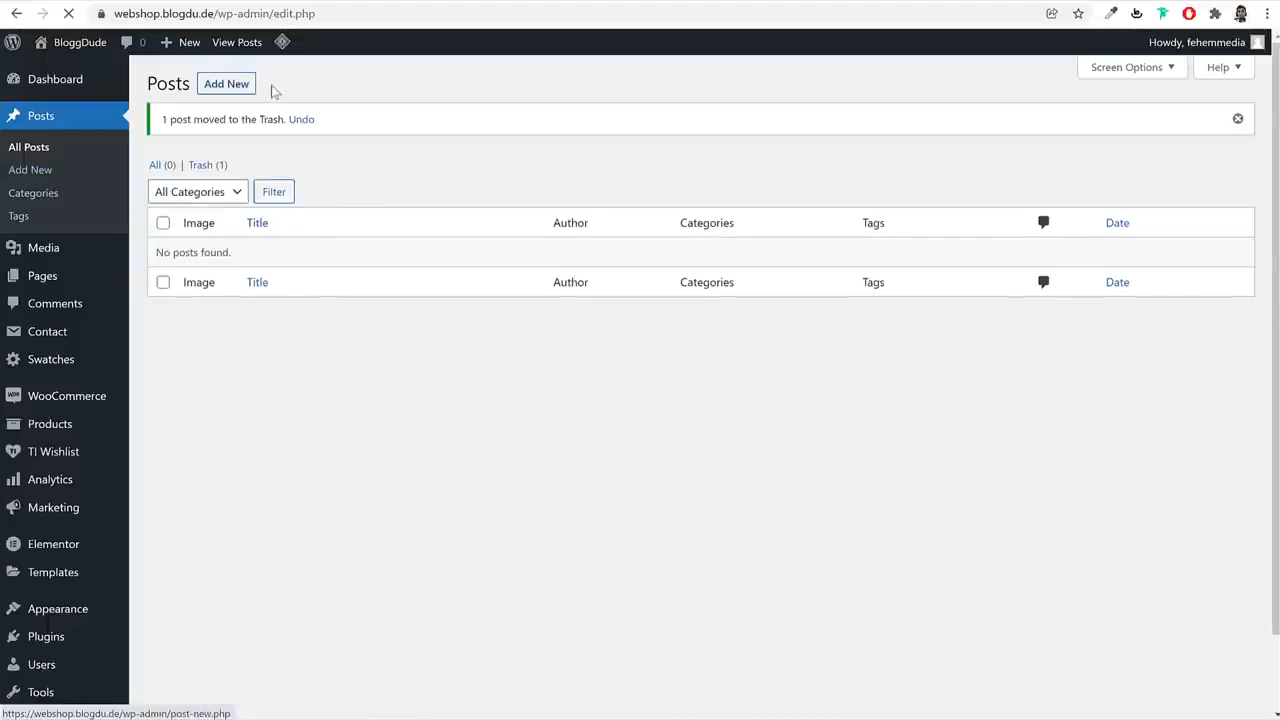 webshop.blogdu.de/wp-admin/edit.php
BloggDude 0 New View Posts Howdy, fehemmedia
Dashboard
Posts
All Posts
Add New
Categories
Tags
Media
Pages
Comments
Contact
Swatches
WooCommerce
Products
TI Wishlist
Analytics
Marketing
Elementor
Templates
Appearance
Plugins
Users
Tools
Screen Options Help
Posts Add New
1 post moved to the Trash. Undo
All (0) | Trash (1)
All Categories Filter
Image Title Author Categories Tags Date
No posts found.
Image Title Author Categories Tags Date
https://webshop.blogdu.de/wp-admin/post-new.php